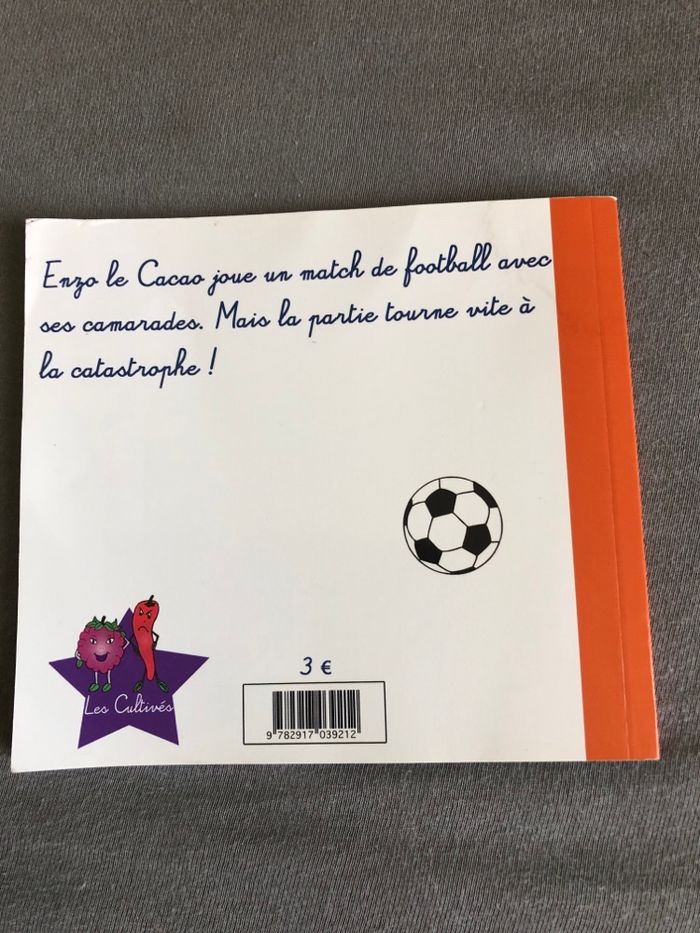 Enzo le Cacao joue un match de football avec
ses camarades. Mais la partie tourne vite à
la catastrophe !
Les Cultivés
3 €
9 782917 039212